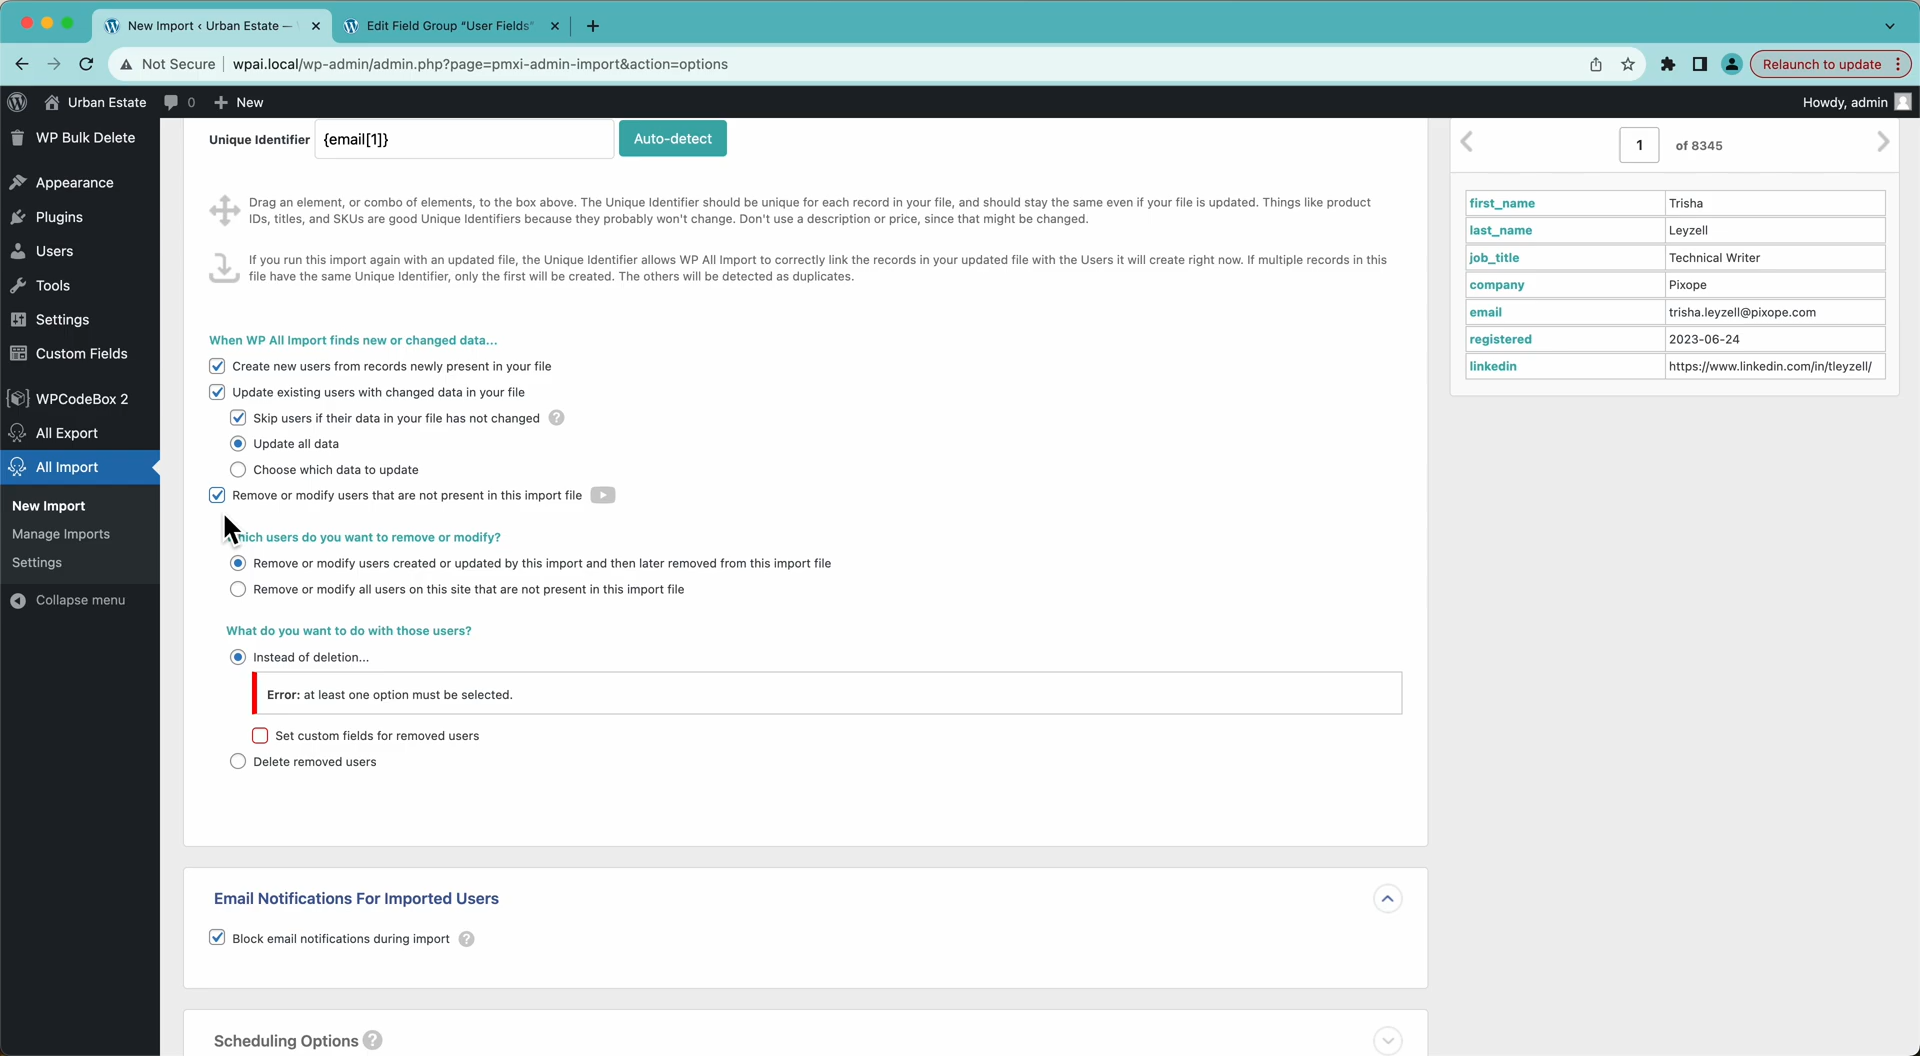 New Import ‹ Urban Estate —
Edit Field Group "User Fields"
Not Secure
wpai.local/wp-admin/admin.php?page=pmxi-admin-import&action=options
Relaunch to update
Urban Estate
0
New
Howdy, admin
WP Bulk Delete
Appearance
Plugins
Users
Tools
Settings
Custom Fields
WPCodeBox 2
All Export
All Import
New Import
Manage Imports
Settings
Collapse menu
Unique Identifier
{email[1]}
Auto-detect
Drag an element, or combo of elements, to the box above. The Unique Identifier should be unique for each record in your file, and should stay the same even if your file is updated. Things like product
IDs, titles, and SKUs are good Unique Identifiers because they probably won't change. Don't use a description or price, since that might be changed.
If you run this import again with an updated file, the Unique Identifier allows WP All Import to correctly link the records in your updated file with the Users it will create right now. If multiple records in this
file have the same Unique Identifier, only the first will be created. The others will be detected as duplicates.
When WP All Import finds new or changed data...
Create new users from records newly present in your file
Update existing users with changed data in your file
Skip users if their data in your file has not changed ?
Update all data
Choose which data to update
Remove or modify users that are not present in this import file
ich users do you want to remove or modify?
Remove or modify users created or updated by this import and then later removed from this import file
Remove or modify all users on this site that are not present in this import file
What do you want to do with those users?
Instead of deletion...
Error: at least one option must be selected.
Set custom fields for removed users
Delete removed users
Email Notifications For Imported Users
Block email notifications during import ?
Scheduling Options ?
1 of 8345
first_name Trisha
last_name Leyzell
job_title Technical Writer
company Pixope
email trisha.leyzell@pixope.com
registered 2023-06-24
linkedin https://www.linkedin.com/in/tleyzell/